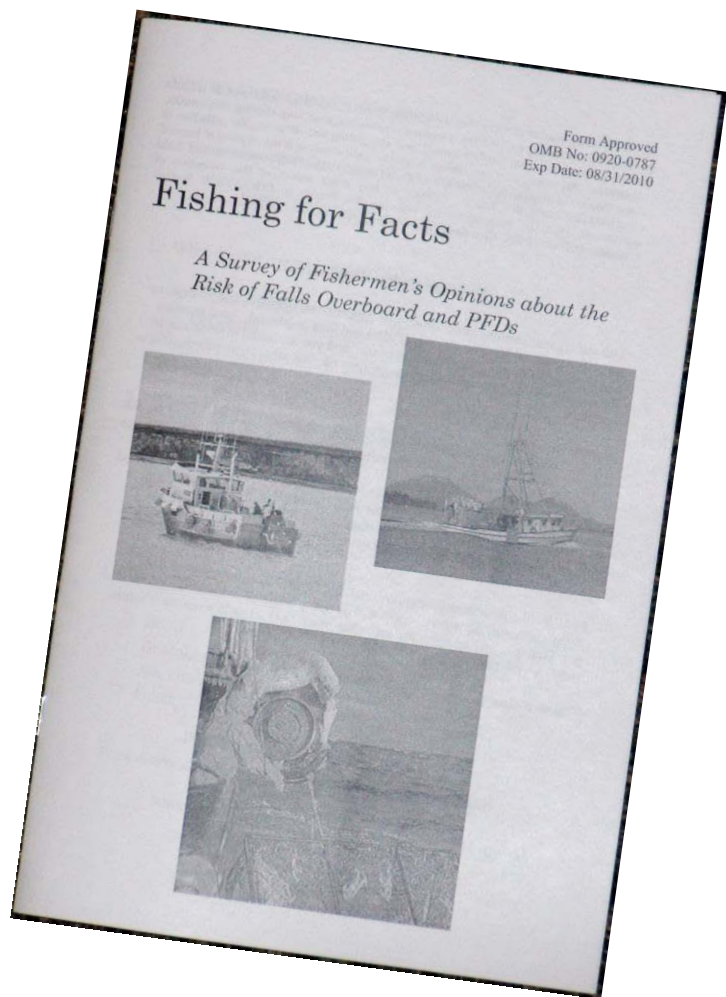 Form Approved
OMB No: 0920-0787
Exp Date: 08/31/2010
Fishing for Facts
A Survey of Fishermen's Opinions about the
Risk of Falls Overboard and PFDs